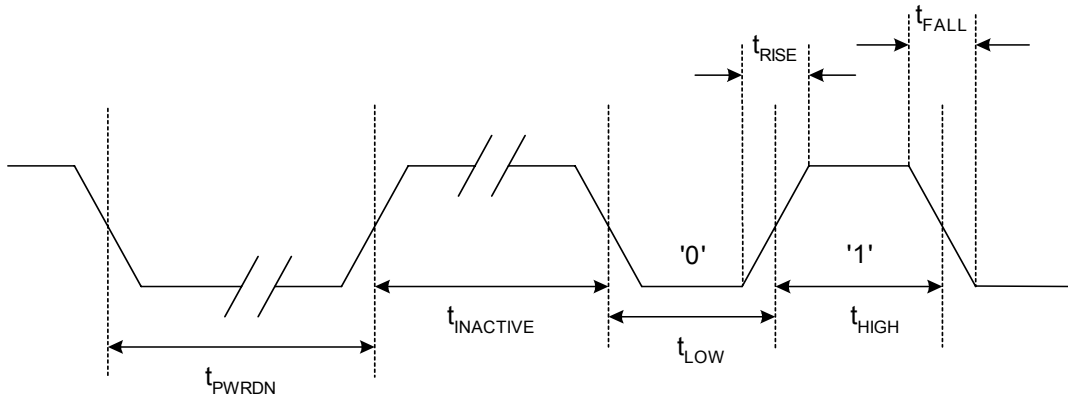 tRISE
tFALL
'0'
'1'
tINACTIVE
tHIGH
tLOW
tPWRDN